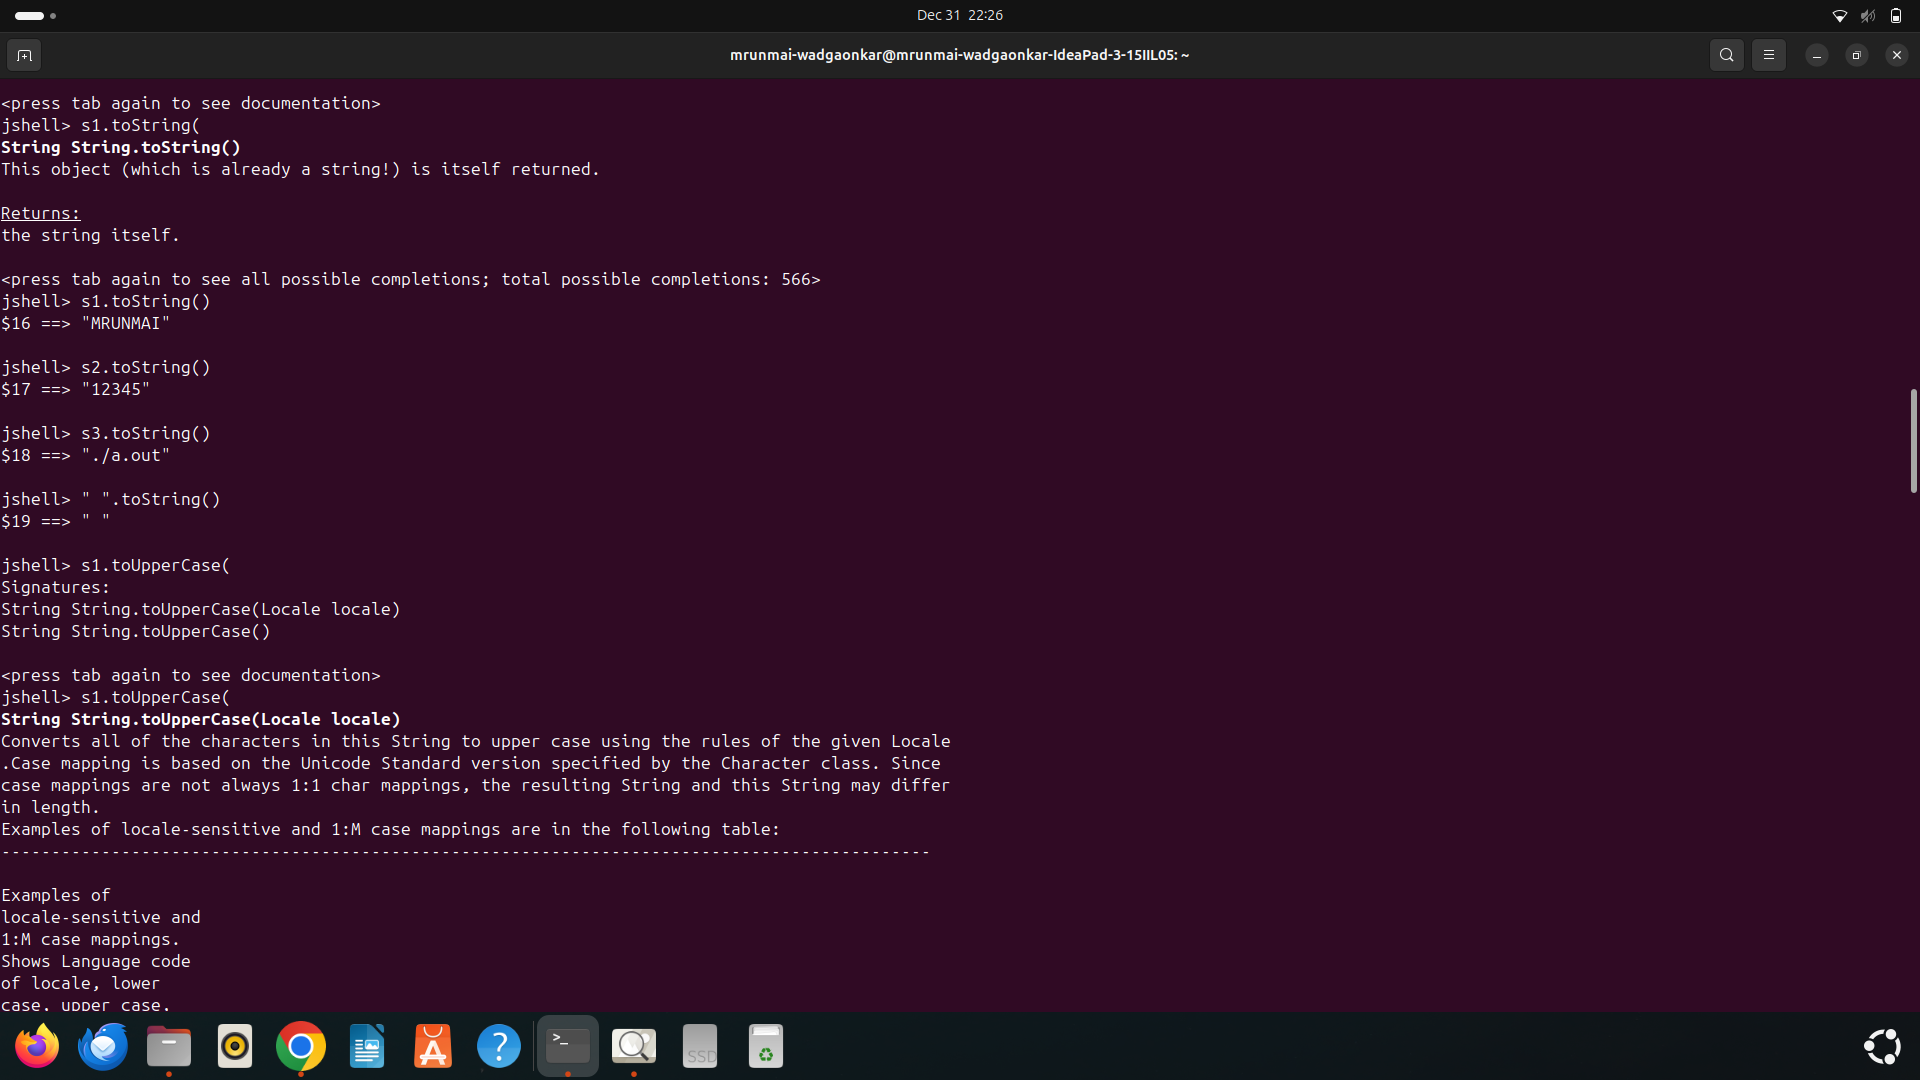 Dec 31 22:26
mrunmai-wadgaonkar@mrunmai-wadgaonkar-IdeaPad-3-15IIL05: ~
<press tab again to see documentation>
jshell> s1.toString(
String String.toString()
This object (which is already a string!) is itself returned.
Returns:
the string itself.
<press tab again to see all possible completions; total possible completions: 566>
jshell> s1.toString()
$16 ==> "MRUNMAI"
jshell> s2.toString()
$17 ==> "12345"
jshell> s3.toString()
$18 ==> "./a.out"
jshell> " ".toString()
$19 ==> " "
jshell> s1.toUpperCase(
Signatures:
String String.toUpperCase(Locale locale)
String String.toUpperCase()
<press tab again to see documentation>
jshell> s1.toUpperCase(
String String.toUpperCase(Locale locale)
Converts all of the characters in this String to upper case using the rules of the given Locale
.Case mapping is based on the Unicode Standard version specified by the Character class. Since
case mappings are not always 1:1 char mappings, the resulting String and this String may differ
in length.
Examples of locale-sensitive and 1:M case mappings are in the following table:
---------------------------------------------------------------------------------------------
Examples of
locale-sensitive and
1:M case mappings.
Shows Language code
of locale, lower
case, upper case,
SSD